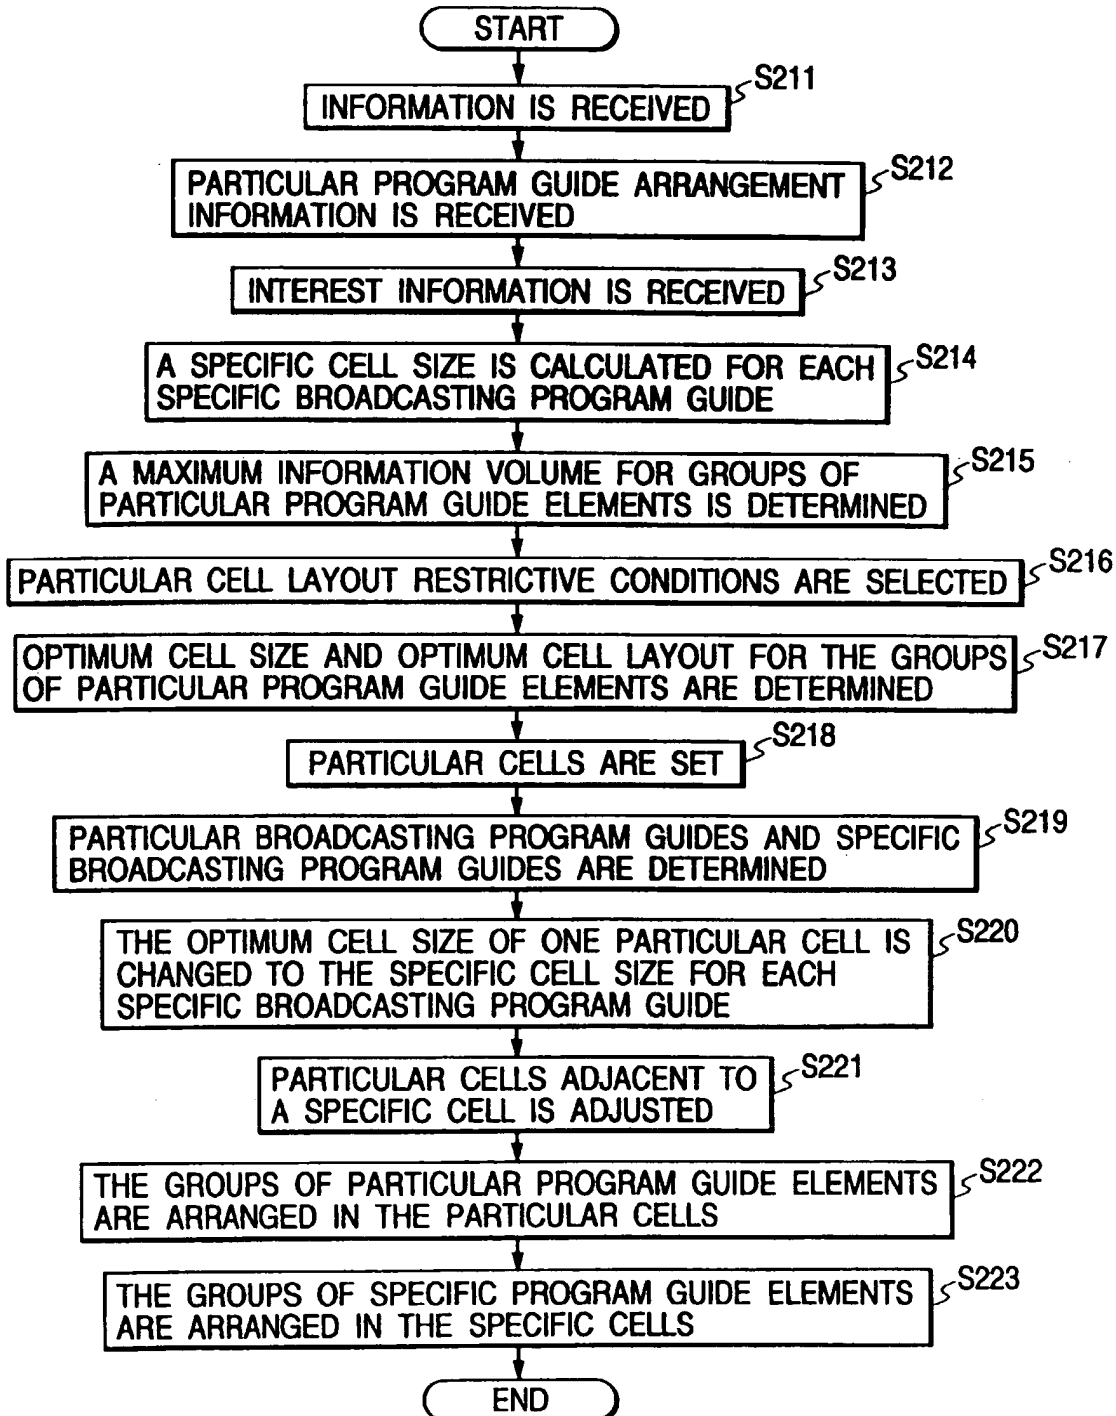 START
S211
INFORMATION IS RECEIVED
S212
PARTICULAR PROGRAM GUIDE ARRANGEMENT
INFORMATION IS RECEIVED
S213
INTEREST INFORMATION IS RECEIVED
S214
A SPECIFIC CELL SIZE IS CALCULATED FOR EACH
SPECIFIC BROADCASTING PROGRAM GUIDE
S215
A MAXIMUM INFORMATION VOLUME FOR GROUPS OF
PARTICULAR PROGRAM GUIDE ELEMENTS IS DETERMINED
S216
PARTICULAR CELL LAYOUT RESTRICTIVE CONDITIONS ARE SELECTED
S217
OPTIMUM CELL SIZE AND OPTIMUM CELL LAYOUT FOR THE GROUPS
OF PARTICULAR PROGRAM GUIDE ELEMENTS ARE DETERMINED
S218
PARTICULAR CELLS ARE SET
S219
PARTICULAR BROADCASTING PROGRAM GUIDES AND SPECIFIC
BROADCASTING PROGRAM GUIDES ARE DETERMINED
S220
THE OPTIMUM CELL SIZE OF ONE PARTICULAR CELL IS
CHANGED TO THE SPECIFIC CELL SIZE FOR EACH
SPECIFIC BROADCASTING PROGRAM GUIDE
S221
PARTICULAR CELLS ADJACENT TO
A SPECIFIC CELL IS ADJUSTED
S222
THE GROUPS OF PARTICULAR PROGRAM GUIDE ELEMENTS
ARE ARRANGED IN THE PARTICULAR CELLS
S223
THE GROUPS OF SPECIFIC PROGRAM GUIDE ELEMENTS
ARE ARRANGED IN THE SPECIFIC CELLS
END